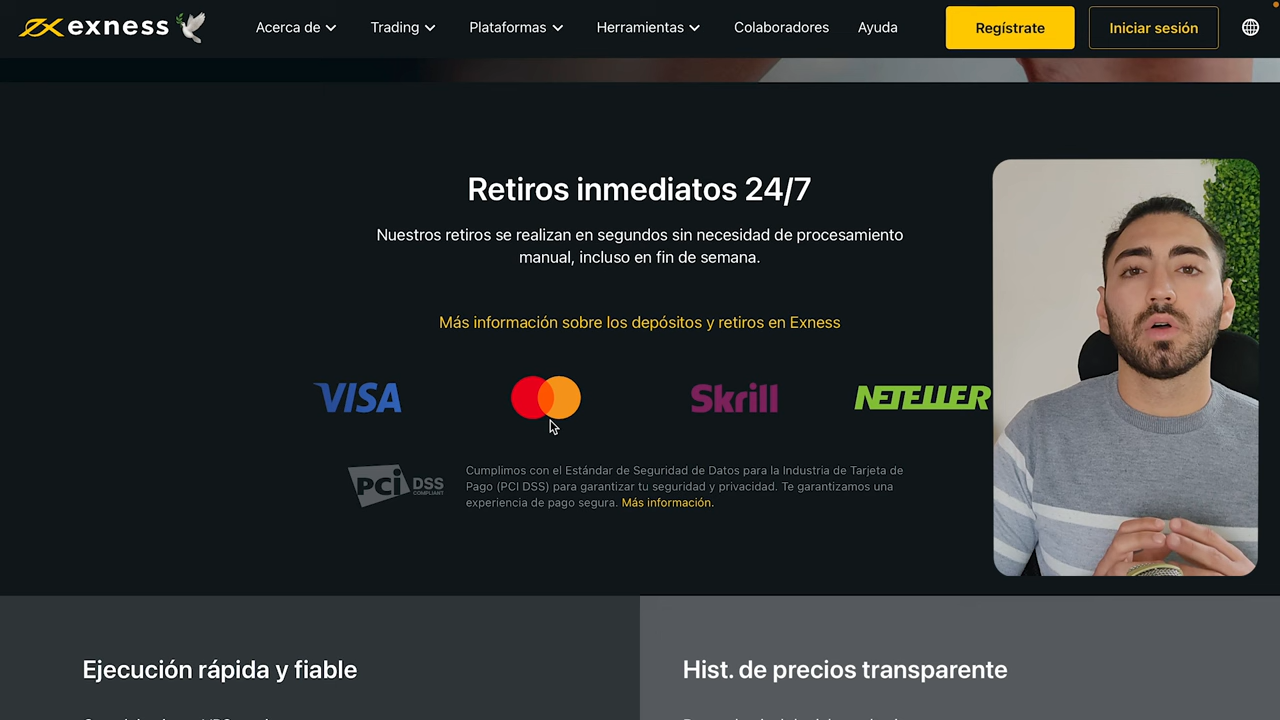 exness
Acerca de
Trading
Plataformas
Herramientas
Colaboradores
Ayuda
Regístrate
Iniciar sesión
Retiros inmediatos 24/7
Nuestros retiros se realizan en segundos sin necesidad de procesamiento
manual, incluso en fin de semana.
Más información sobre los depósitos y retiros en Exness
VISA
Skrill
NETELLER
PCI DSS
COMPLIANT
Cumplimos con el Estándar de Seguridad de Datos para la Industria de Tarjeta de
Pago (PCI DSS) para garantizar tu seguridad y privacidad. Te garantizamos una
experiencia de pago segura. Más información.
Ejecución rápida y fiable
Hist. de precios transparente